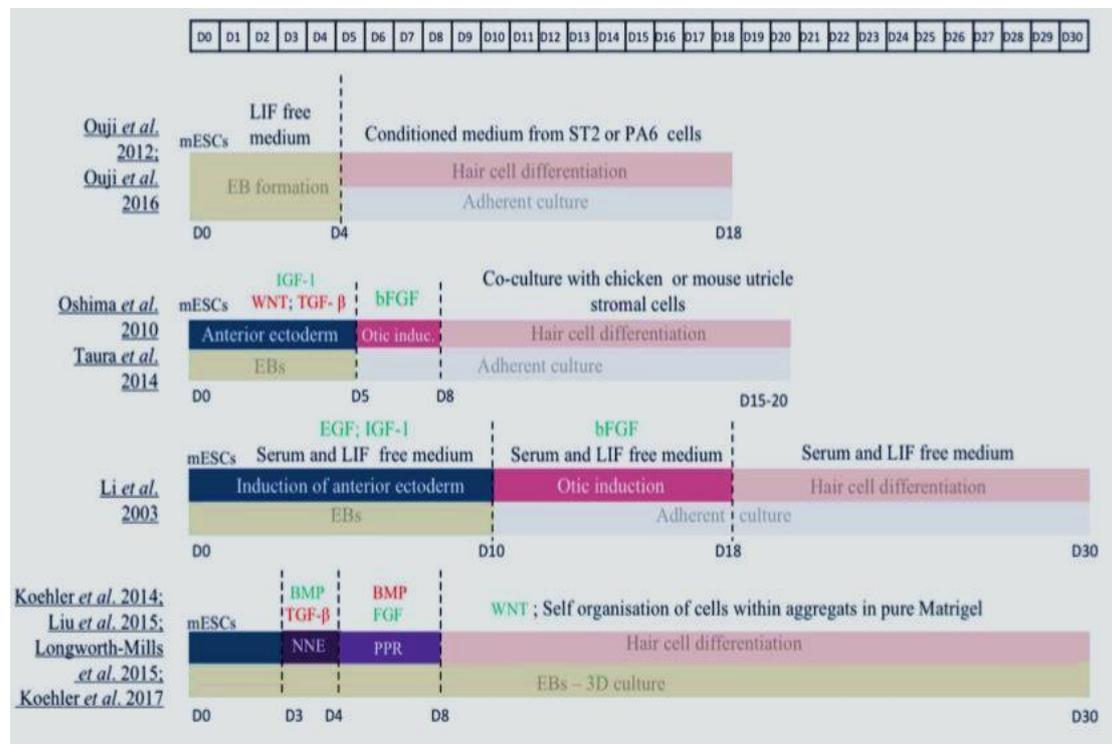 D0 D1 D2 D3 D4 D5 D6 D7 D8 D9 D10 D11 D12 D13 D14 D15 D16 D17 D18 D19 D20 D21 D22 D23 D24 D25 D26 D27 D28 D29 D30
Ouji et al.
2012;
Ouji et al.
2016
mESCs
LIF free
medium
Conditioned medium from ST2 or PA6 cells
EB formation
Hair cell differentiation
Adherent culture
D0 D4 D18
Oshima et al.
2010
Taura et al.
2014
mESCs
IGF-1
WNT; TGF- β
bFGF
Co-culture with chicken or mouse utricle
stromal cells
Anterior ectoderm Otic induc. Hair cell differentiation
EBs Adherent culture
D0 D5 D8 D15-20
Li et al.
2003
mESCs
EGF; IGF-1
Serum and LIF free medium
bFGF
Serum and LIF free medium
Serum and LIF free medium
Induction of anterior ectoderm Otic induction Hair cell differentiation
EBs Adherent culture
D0 D10 D18 D30
Koehler et al. 2014;
Liu et al. 2015;
Longworth-Mills
et al. 2015;
Koehler et al. 2017
mESCs
BMP
TGF-β
BMP
FGF
WNT ; Self organisation of cells within aggregats in pure Matrigel
NNE PPR Hair cell differentiation
EBs – 3D culture
D0 D3 D4 D8 D30